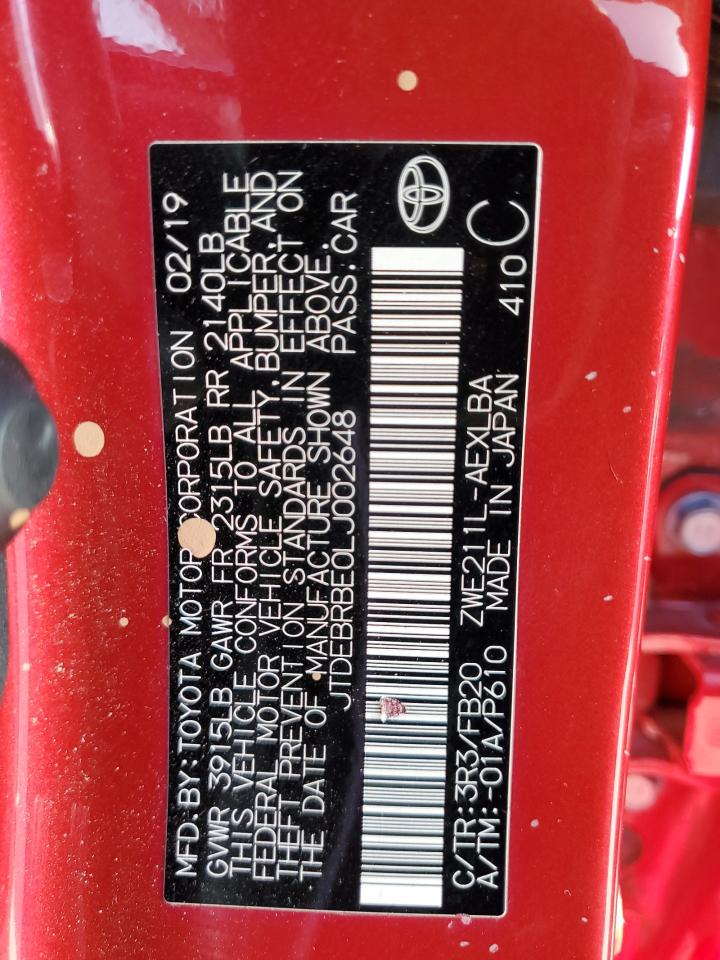 MFD.BY:TOYOTA MOTOR CORPORATION 02/19
GVWR 3915LB GAWR FR 2315LB RR 2140LB
THIS VEHICLE CONFORMS TO ALL APPLICABLE
FEDERAL MOTOR VEHICLE SAFETY,BUMPER,AND
THEFT PREVENTION STANDARDS IN EFFECT ON
THE DATE OF MANUFACTURE SHOWN ABOVE.
JTDEBRBE0LJ002648 PASS.CAR
C/TR:3R3/FB20 ZWE211L-AEXLBA
A/TM:-01A/P610 MADE IN JAPAN 410 C